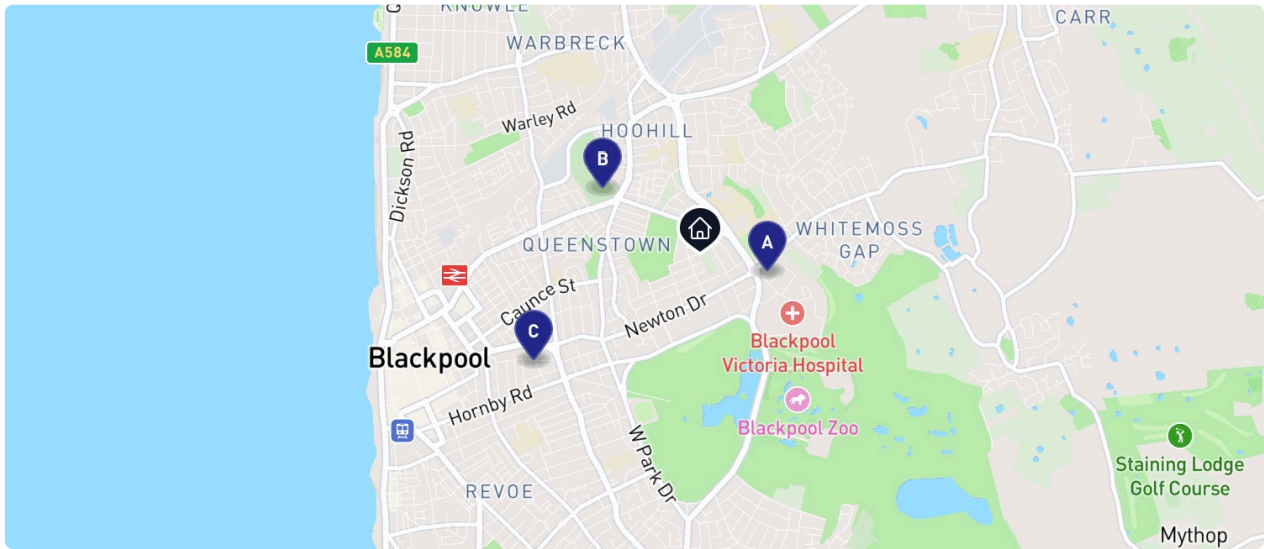 KNOWLE
CARR
WARBRECK
A584
Warley Rd
HOOHILL
Dickson Rd
B
WHITEMOSS
GAP
QUEENSTOWN
A
Caunce St
Newton Dr
C
Blackpool
Blackpool
Victoria Hospital
Hornby Rd
Blackpool Zoo
W Park Dr
Staining Lodge
Golf Course
REVOE
Mythop